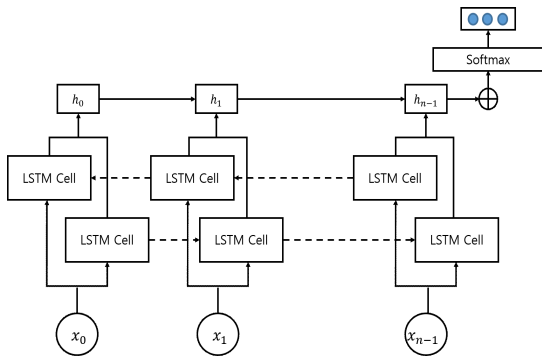 Softmax
h₀ h₁ hₙ₋₁
LSTM Cell LSTM Cell LSTM Cell
LSTM Cell LSTM Cell LSTM Cell
x₀ x₁ xₙ₋₁